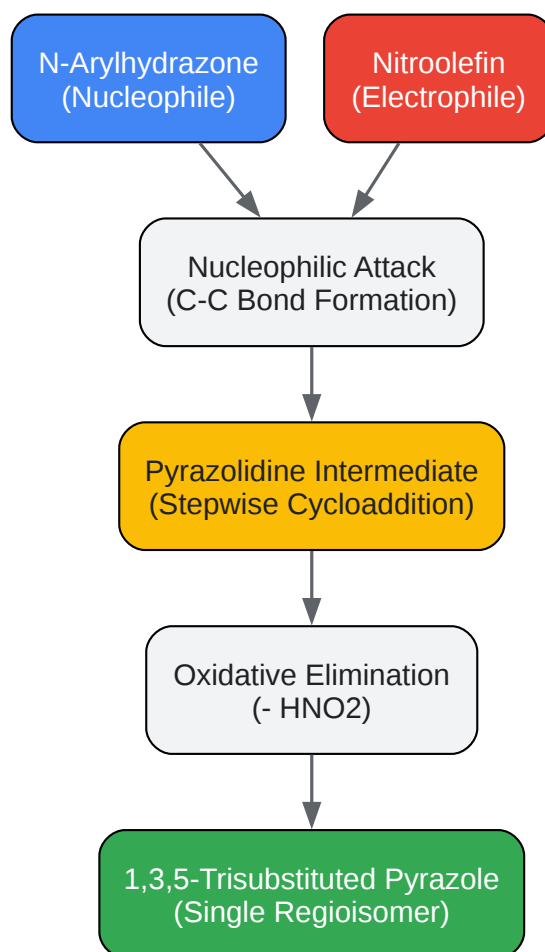 N-Arylhydrazone
(Nucleophile)
Nitroolefin
(Electrophile)
Nucleophilic Attack
(C-C Bond Formation)
Pyrazolidine Intermediate
(Stepwise Cycloaddition)
Oxidative Elimination
(- HNO2)
1,3,5-Trisubstituted Pyrazole
(Single Regioisomer)